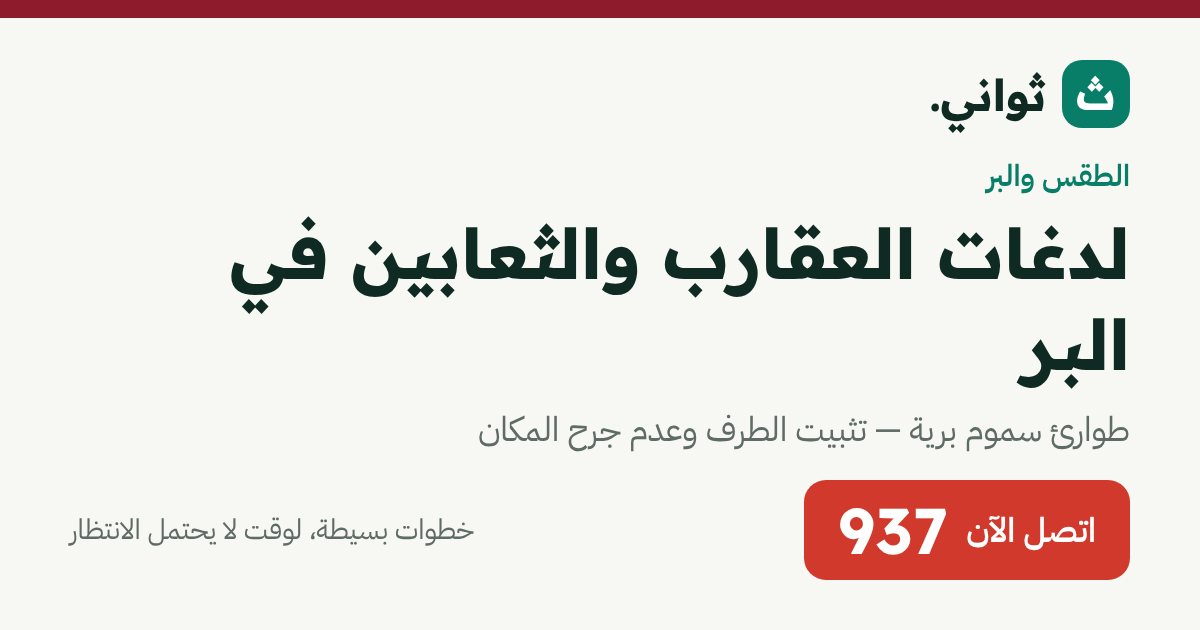 ث
ثواني.
الطقس والبر
لدغات العقارب والثعابين في
البر
طوارئ سموم برية — تثبيت الطرف وعدم جرح المكان
اتصل الآن 937
خطوات بسيطة، لوقت لا يحتمل الانتظار